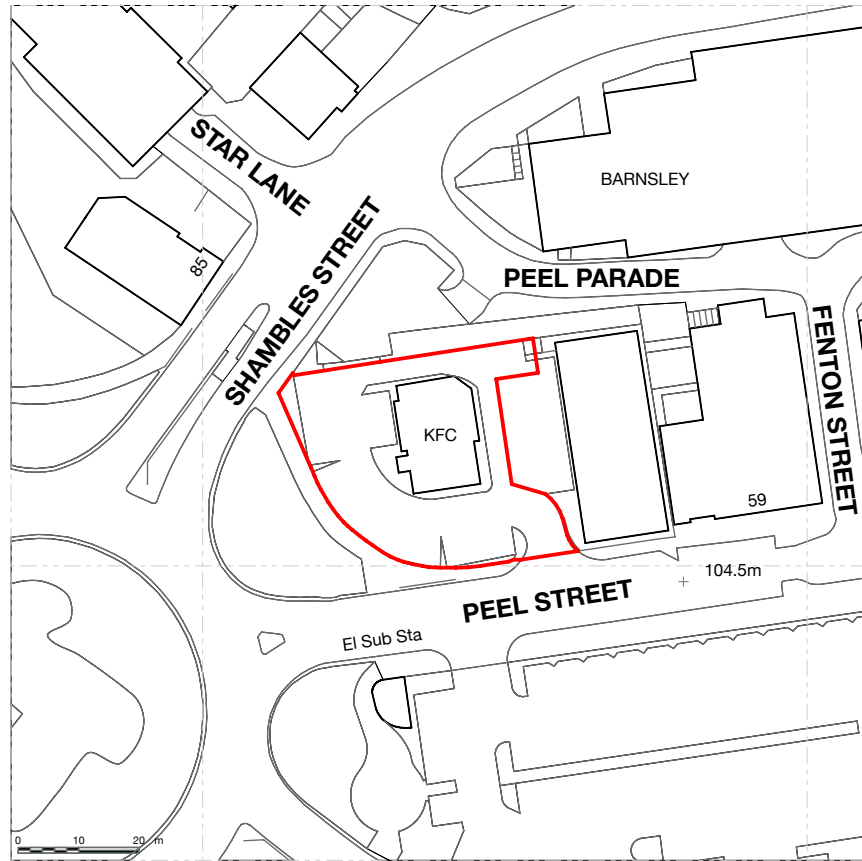 STAR LANE
BARNSLEY
85
SHAMBLES STREET
PEEL PARADE
FENTON STREET
KFC
59
104.5m
PEEL STREET
El Sub Sta
0 10 20 m